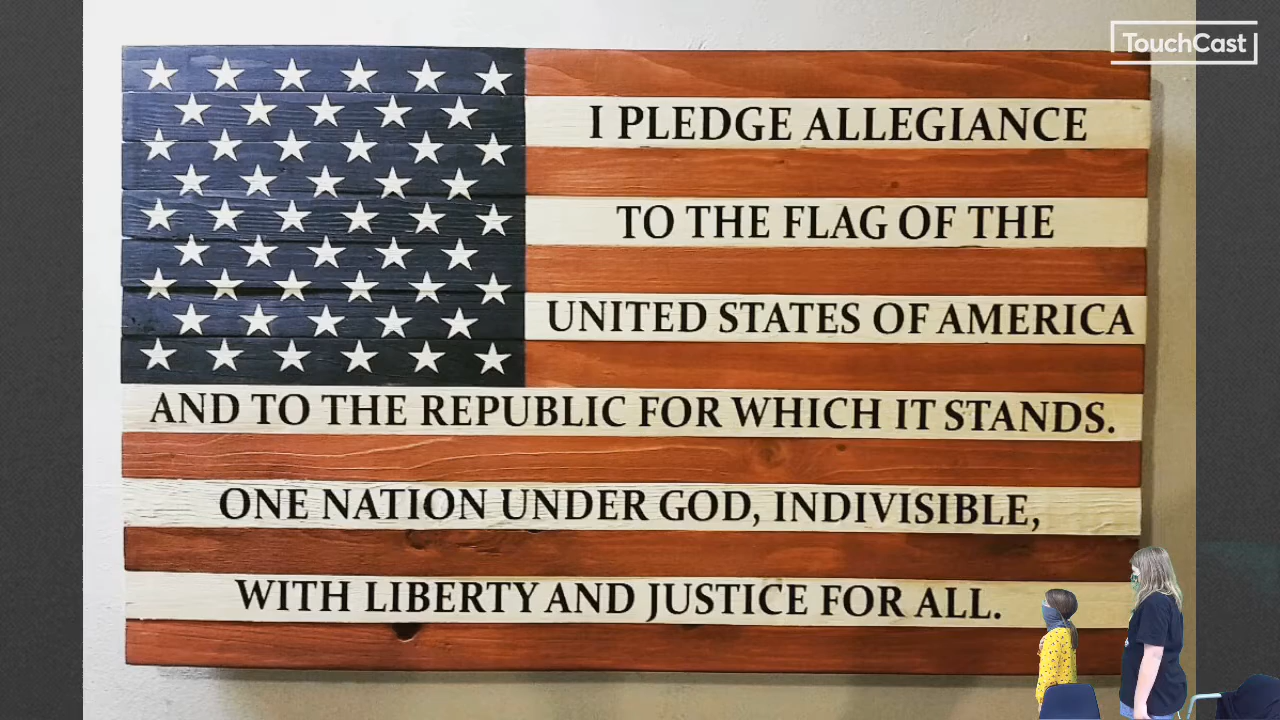 TouchCast
I PLEDGE ALLEGIANCE
TO THE FLAG OF THE
UNITED STATES OF AMERICA
AND TO THE REPUBLIC FOR WHICH IT STANDS.
ONE NATION UNDER GOD, INDIVISIBLE,
WITH LIBERTY AND JUSTICE FOR ALL.